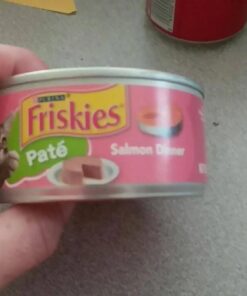 PURINA
Friskies
Paté
Salmon Dinner